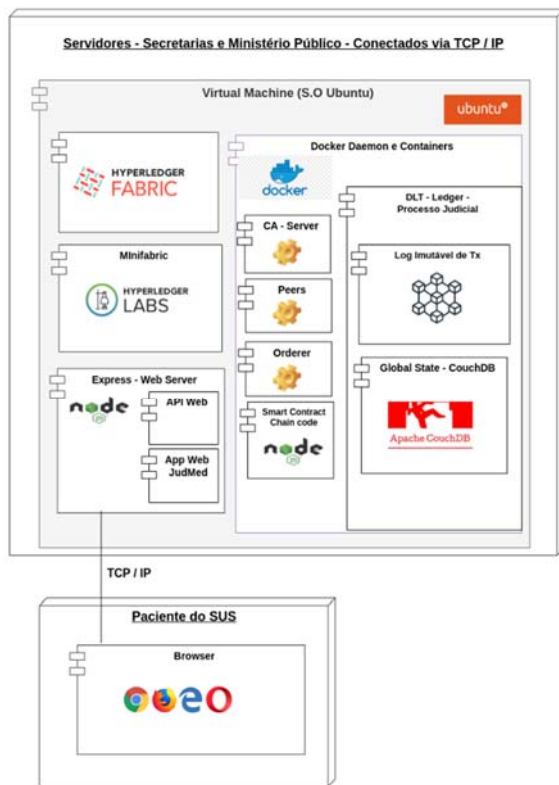 Servidores - Secretarias e Ministério Público - Conectados via TCP / IP
Virtual Machine (S.O Ubuntu)
ubuntu
HYPERLEDGER
FABRIC
MInifabric
HYPERLEDGER
LABS
Express - Web Server
node
JS
API Web
App Web
JudMed
Docker Daemon e Containers
docker
CA - Server
Peers
Orderer
Smart Contract
Chain code
node
JS
DLT - Ledger -
Processo Judicial
Log Imutável de Tx
Global State - CouchDB
Apache CouchDB
TCP / IP
Paciente do SUS
Browser